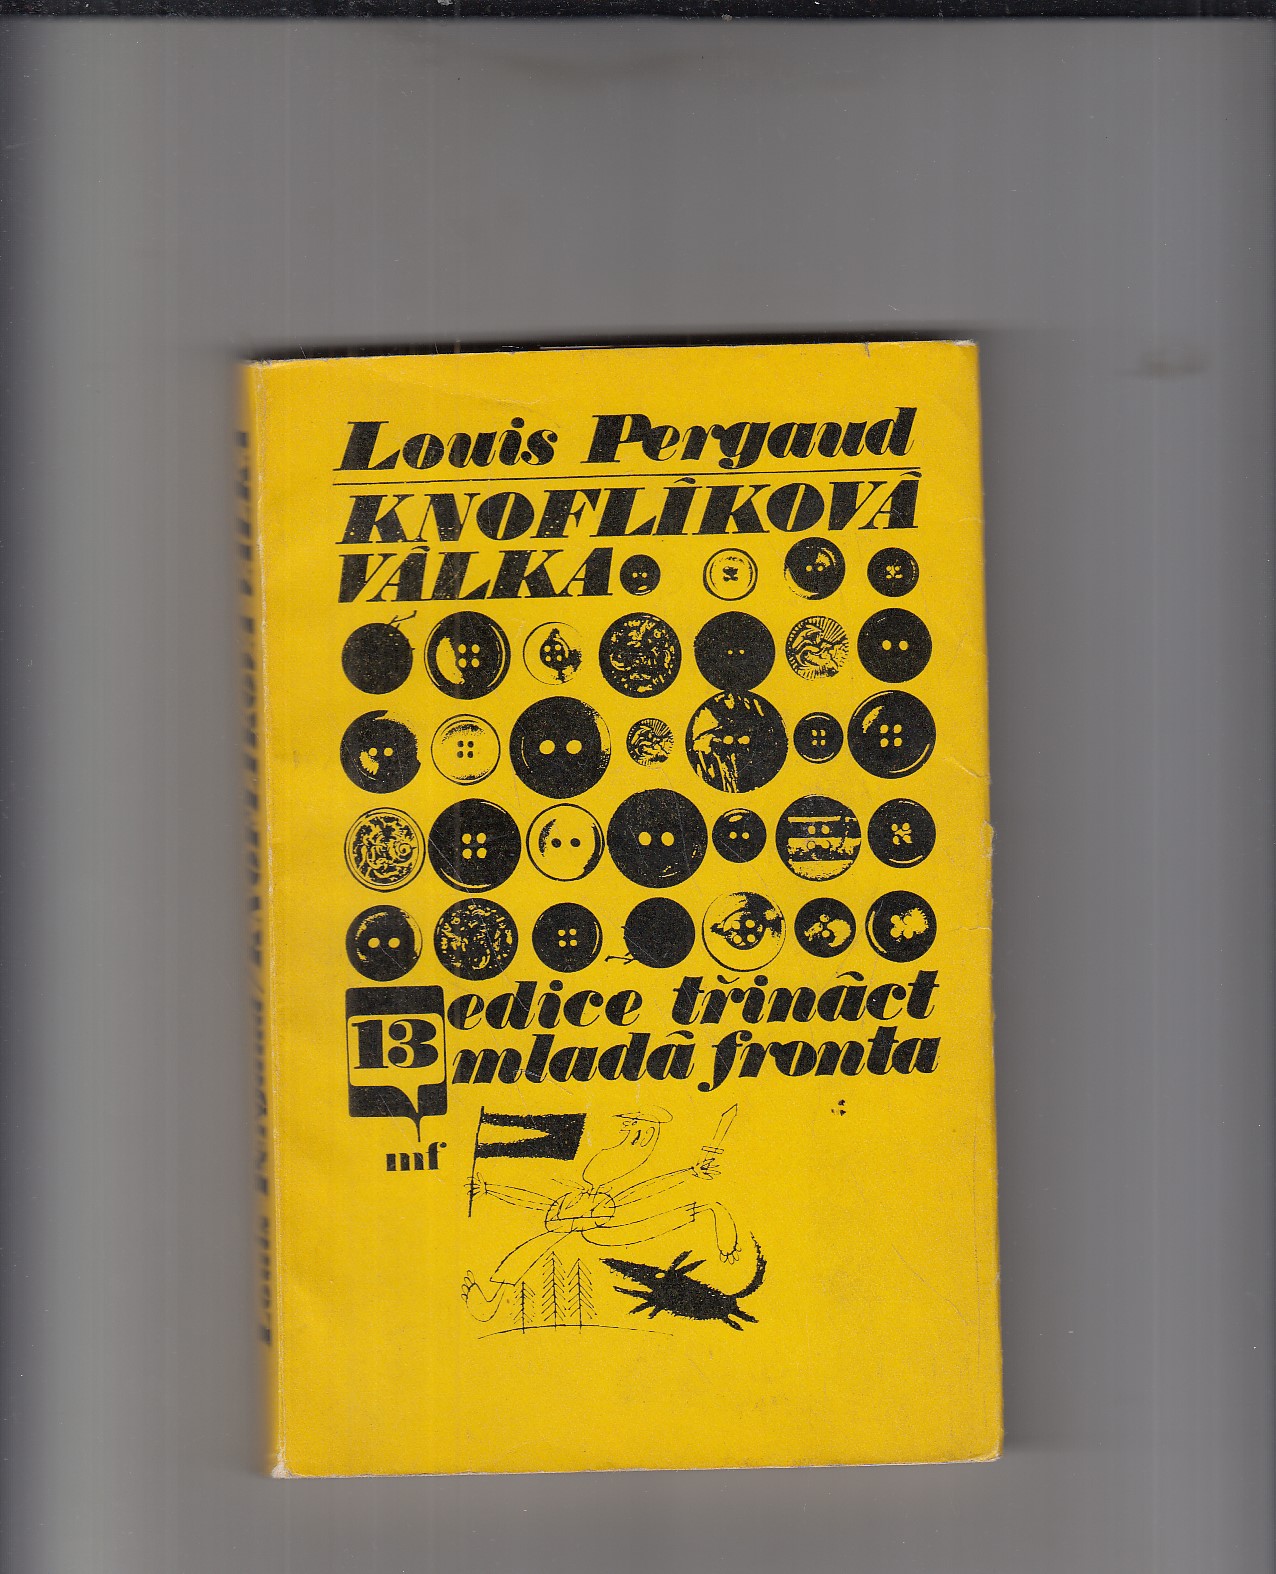 Louis Pergaud
KNOFLÍKOVÁ
VÁLKA
edice třináct
13
mladá fronta
mf